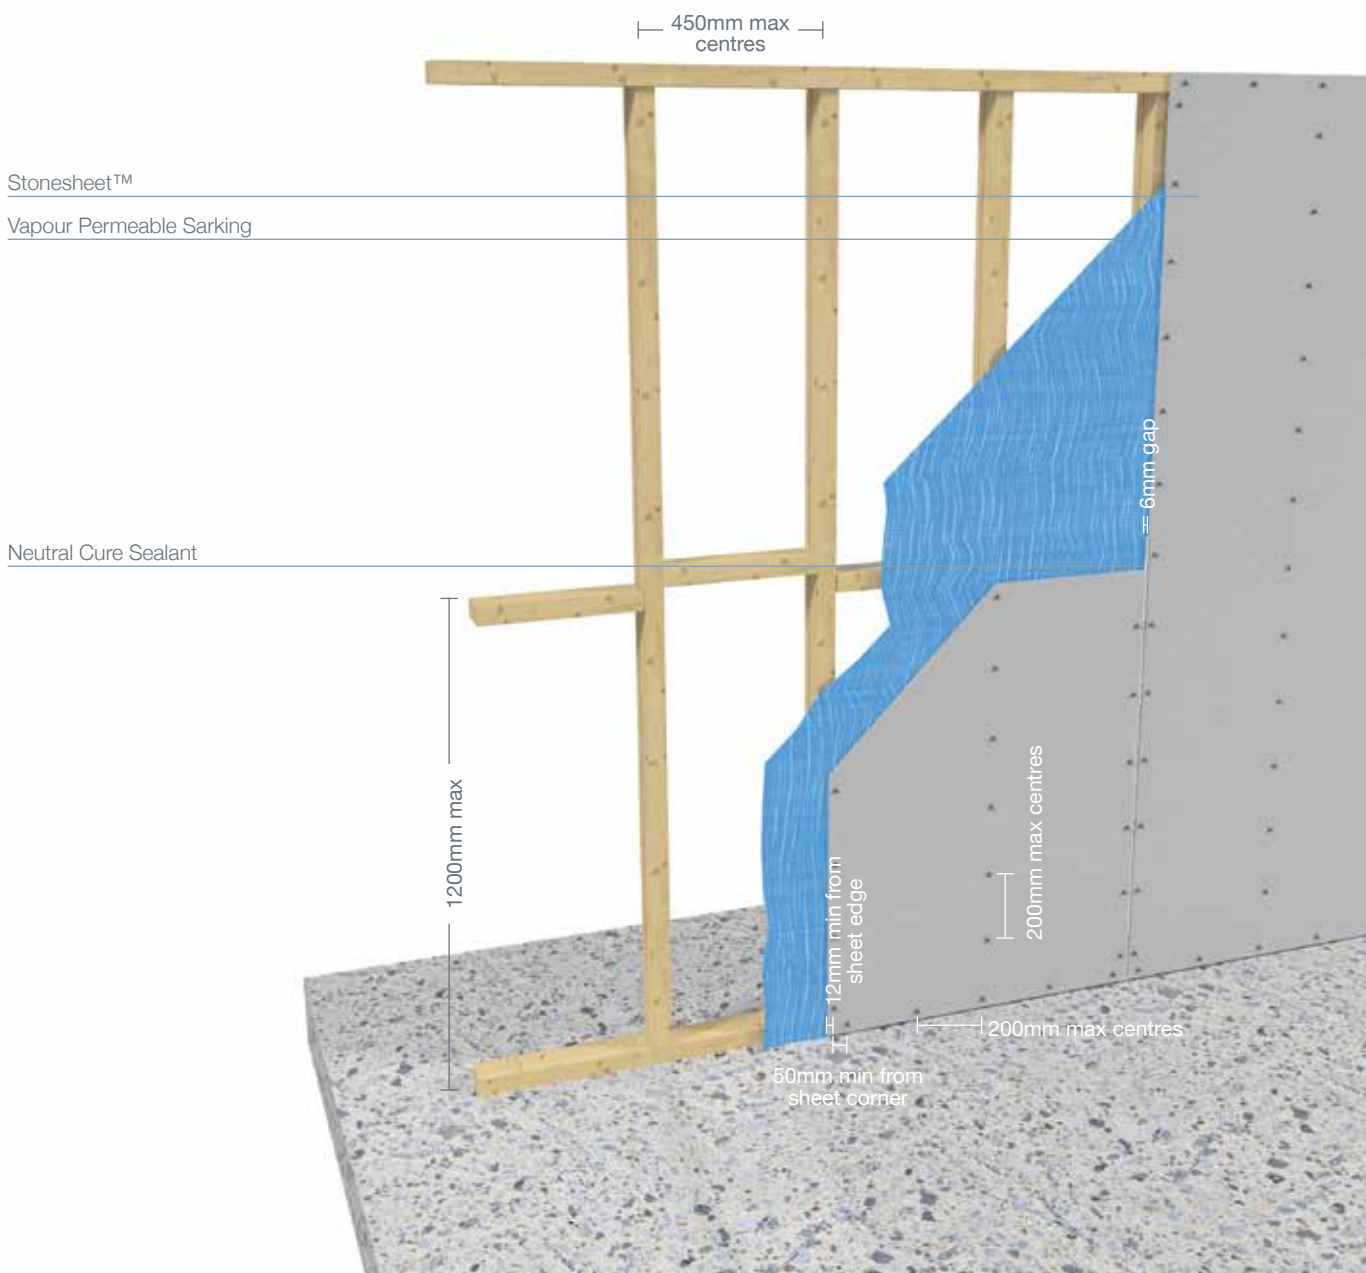 450mm max
centres
Stonesheet™
Vapour Permeable Sarking
6mm gap
Neutral Cure Sealant
1200mm max
200mm max centres
12mm min from
sheet edge
200mm max centres
50mm min from
sheet corner